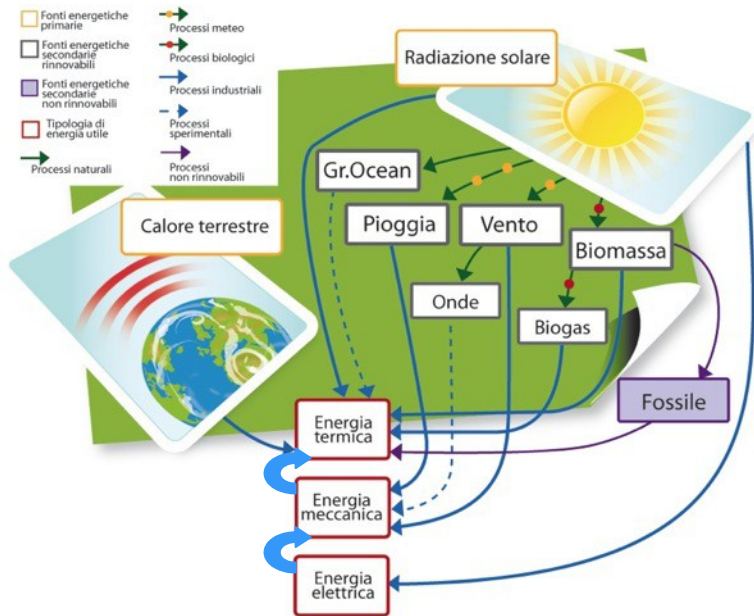 Fonti energetiche
primarie
Fonti energetiche
secondarie
rinnovabili
Fonti energetiche
secondarie
non rinnovabili
Tipologia di
energia utile
Processi naturali
Processi meteo
Processi biologici
Processi industriali
Processi
sperimentali
Processi
non rinnovabili
Radiazione solare
Calore terrestre
Gr.Ocean
Pioggia
Vento
Biomassa
Onde
Biogas
Fossile
Energia
termica
Energia
meccanica
Energia
elettrica